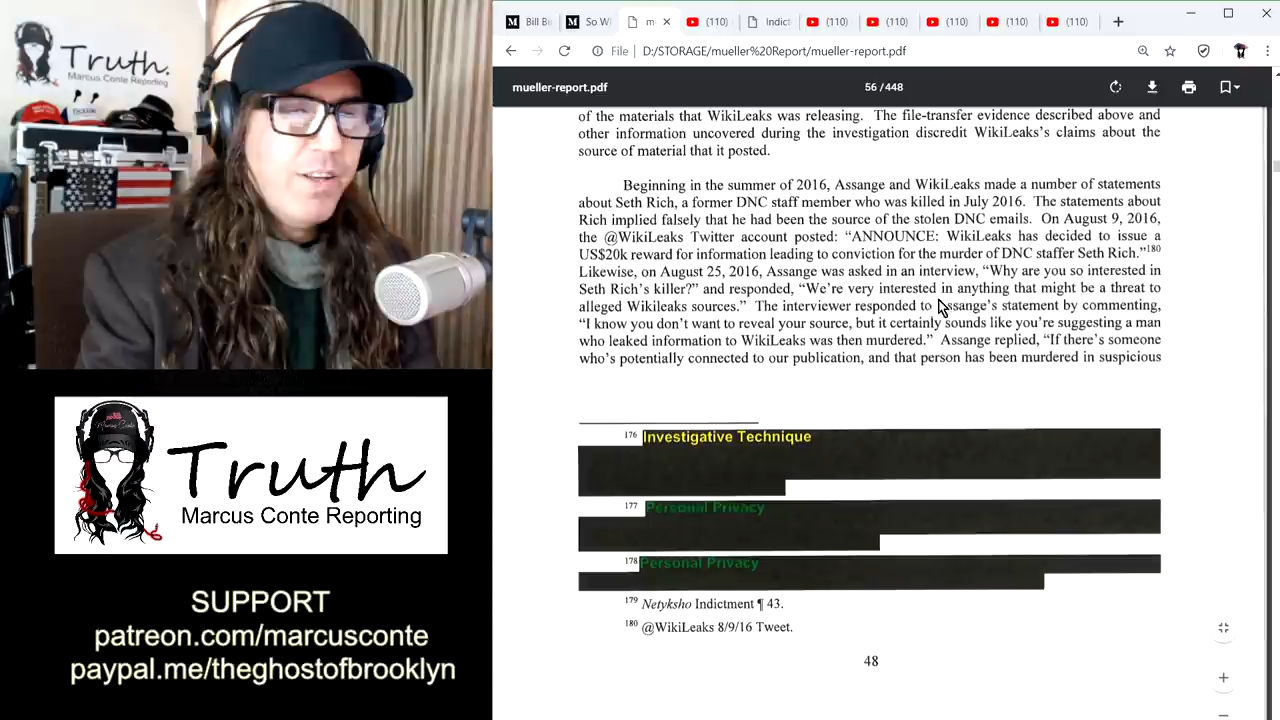 Truth.
Marcus Conte Reporting
Truth
Marcus Conte Reporting
SUPPORT
patreon.com/marcusconte
paypal.me/theghostofbrooklyn
Bill Bi
So W
m
(110)
Indict
(110)
(110)
(110)
(110)
(110)
File | D:/STORAGE/mueller%20Report/mueller-report.pdf
mueller-report.pdf
56 / 448
of the materials that WikiLeaks was releasing. The file-transfer evidence described above and
other information uncovered during the investigation discredit WikiLeaks's claims about the
source of material that it posted.
Beginning in the summer of 2016, Assange and WikiLeaks made a number of statements
about Seth Rich, a former DNC staff member who was killed in July 2016. The statements about
Rich implied falsely that he had been the source of the stolen DNC emails. On August 9, 2016,
the @WikiLeaks Twitter account posted: “ANNOUNCE: WikiLeaks has decided to issue a
US$20k reward for information leading to conviction for the murder of DNC staffer Seth Rich.”180
Likewise, on August 25, 2016, Assange was asked in an interview, “Why are you so interested in
Seth Rich's killer?” and responded, “We're very interested in anything that might be a threat to
alleged Wikileaks sources.” The interviewer responded to Assange's statement by commenting,
“I know you don't want to reveal your source, but it certainly sounds like you're suggesting a man
who leaked information to WikiLeaks was then murdered.” Assange replied, “If there's someone
who's potentially connected to our publication, and that person has been murdered in suspicious
176 Investigative Technique
177 Personal Privacy
178 Personal Privacy
179 Netyksho Indictment ¶ 43.
180 @WikiLeaks 8/9/16 Tweet.
48